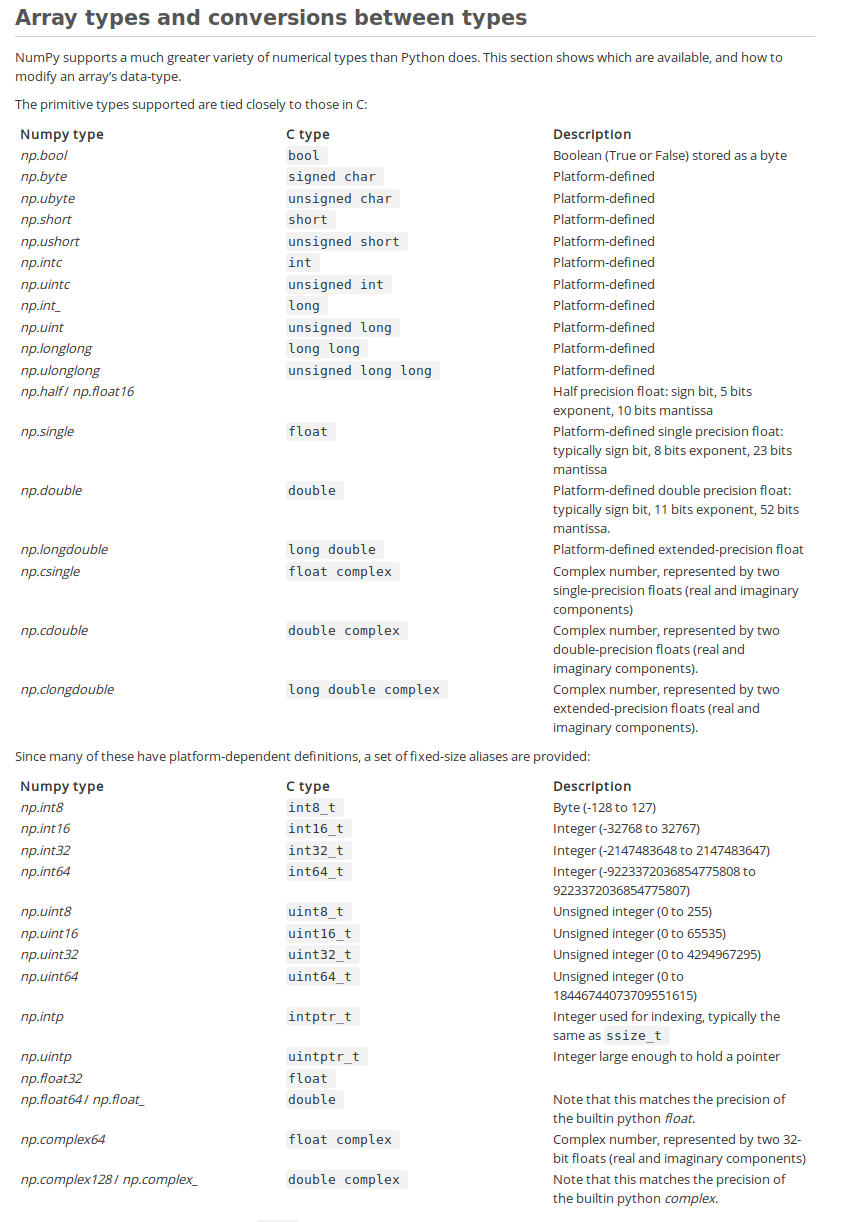 Array types and conversions between types
NumPy supports a much greater variety of numerical types than Python does. This section shows which are available, and how to
modify an array's data-type.
The primitive types supported are tied closely to those in C:
Numpy type C type Description
np.bool bool Boolean (True or False) stored as a byte
np.byte signed char Platform-defined
np.ubyte unsigned char Platform-defined
np.short short Platform-defined
np.ushort unsigned short Platform-defined
np.intc int Platform-defined
np.uintc unsigned int Platform-defined
np.int_ long Platform-defined
np.uint unsigned long Platform-defined
np.longlong long long Platform-defined
np.ulonglong unsigned long long Platform-defined
np.half / np.float16 Half precision float: sign bit, 5 bits
exponent, 10 bits mantissa
np.single float Platform-defined single precision float:
typically sign bit, 8 bits exponent, 23 bits
mantissa
np.double double Platform-defined double precision float:
typically sign bit, 11 bits exponent, 52 bits
mantissa.
np.longdouble long double Platform-defined extended-precision float
np.csingle float complex Complex number, represented by two
single-precision floats (real and imaginary
components)
np.cdouble double complex Complex number, represented by two
double-precision floats (real and
imaginary components).
np.clongdouble long double complex Complex number, represented by two
extended-precision floats (real and
imaginary components).
Since many of these have platform-dependent definitions, a set of fixed-size aliases are provided:
Numpy type C type Description
np.int8 int8_t Byte (-128 to 127)
np.int16 int16_t Integer (-32768 to 32767)
np.int32 int32_t Integer (-2147483648 to 2147483647)
np.int64 int64_t Integer (-9223372036854775808 to
9223372036854775807)
np.uint8 uint8_t Unsigned integer (0 to 255)
np.uint16 uint16_t Unsigned integer (0 to 65535)
np.uint32 uint32_t Unsigned integer (0 to 4294967295)
np.uint64 uint64_t Unsigned integer (0 to
18446744073709551615)
np.intp intptr_t Integer used for indexing, typically the
same as ssize_t
np.uintp uintptr_t Integer large enough to hold a pointer
np.float32 float
np.float64 / np.float_ double Note that this matches the precision of
the builtin python float.
np.complex64 float complex Complex number, represented by two 32-
bit floats (real and imaginary components)
np.complex128 / np.complex_ double complex Note that this matches the precision of
the builtin python complex.